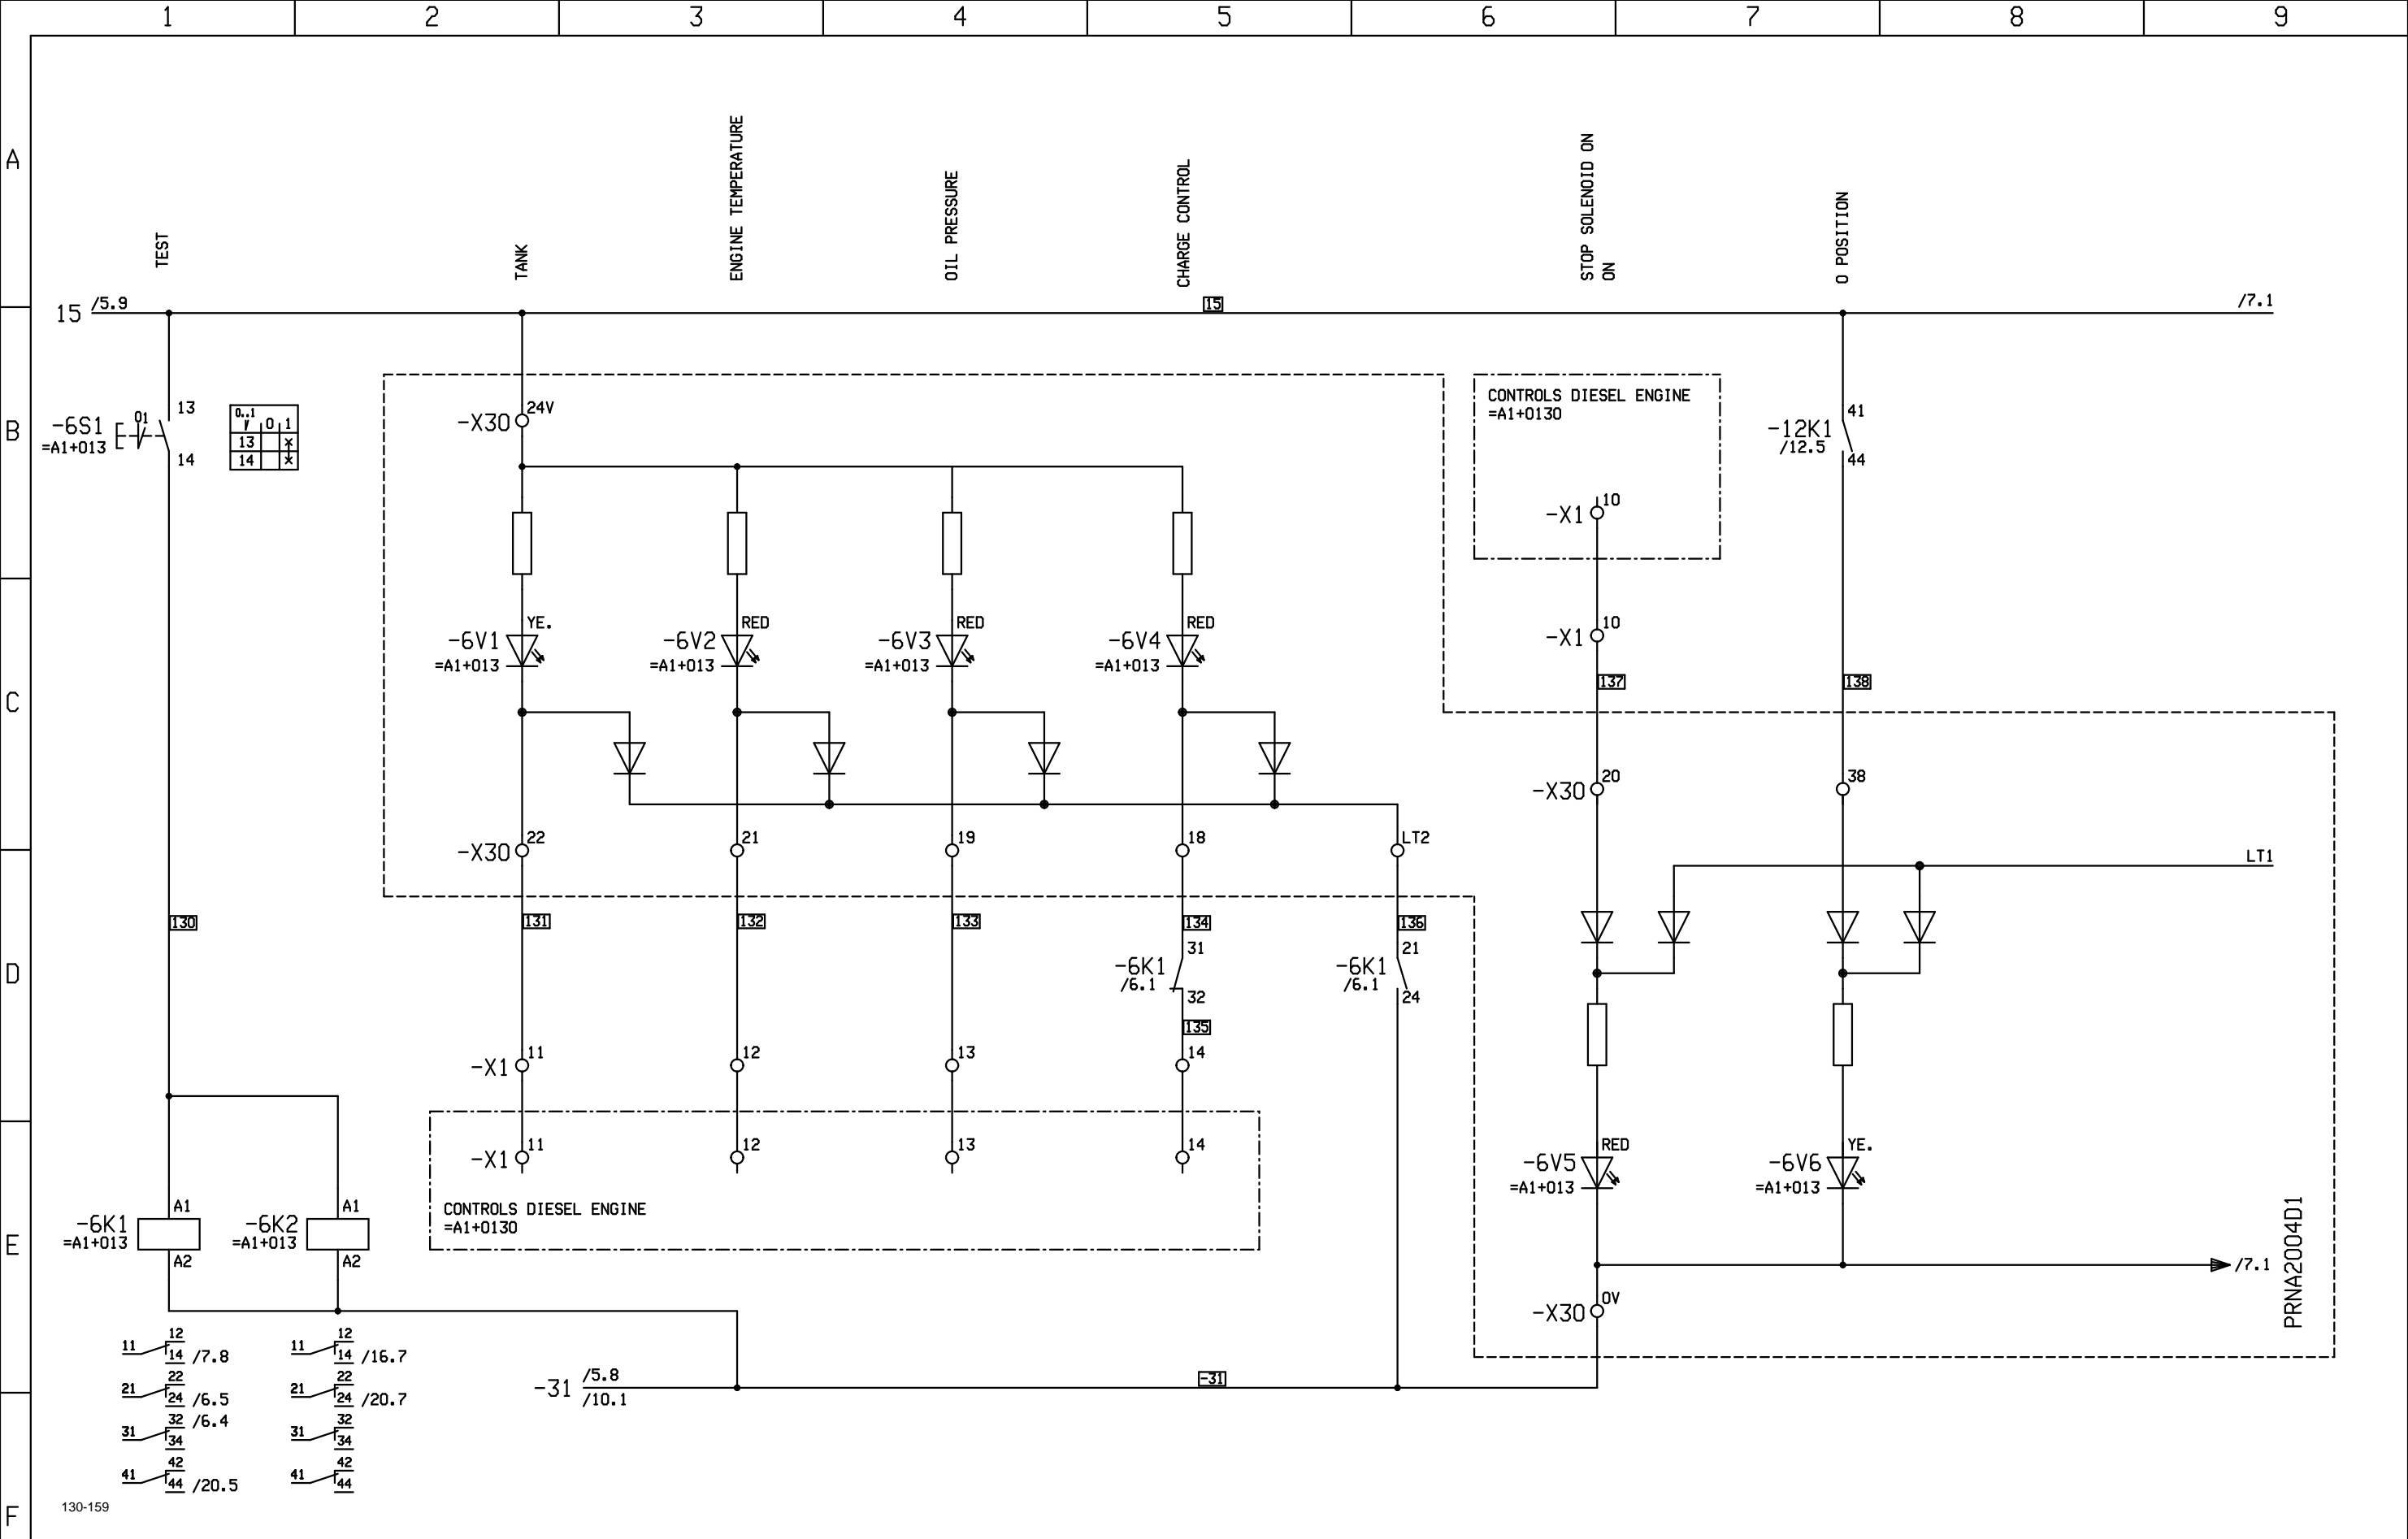 1 2 3 4 5 6 7 8 9
A
TEST
TANK
ENGINE TEMPERATURE
OIL PRESSURE
CHARGE CONTROL
STOP SOLENOID ON
ON
0 POSITION
15 /5.9
15
/7.1
B
-6S1
=A1+013
01
13
14
0..1
0 1
13
14 x
x
-X30
24V
CONTROLS DIESEL ENGINE
=A1+0130
-X1
10
-12K1
/12.5
41
44
C
-6V1
=A1+013
YE.
-6V2
=A1+013
RED
-6V3
=A1+013
RED
-6V4
=A1+013
RED
-X1
10
137
138
-X30
20
38
-X30
22
21
19
18
LT2
LT1
D
130
131
132
133
134
136
-6K1
/6.1
31
32
135
-6K1
/6.1
21
24
-X1
11
12
13
14
E
-X1
11
12
13
14
CONTROLS DIESEL ENGINE
=A1+0130
-6K1
=A1+013
A1
A2
-6K2
=A1+013
A1
A2
-6V5
=A1+013
RED
-6V6
=A1+013
YE.
/7.1
-X30
0V
PRNA2004D1
11 12
14 /7.8
21 22
24 /6.5
31 32 /6.4
34
41 42
44 /20.5
11 12
14 /16.7
21 22
24 /20.7
31 32
34
41 42
44
-31 /5.8
/10.1
-31
F
130-159